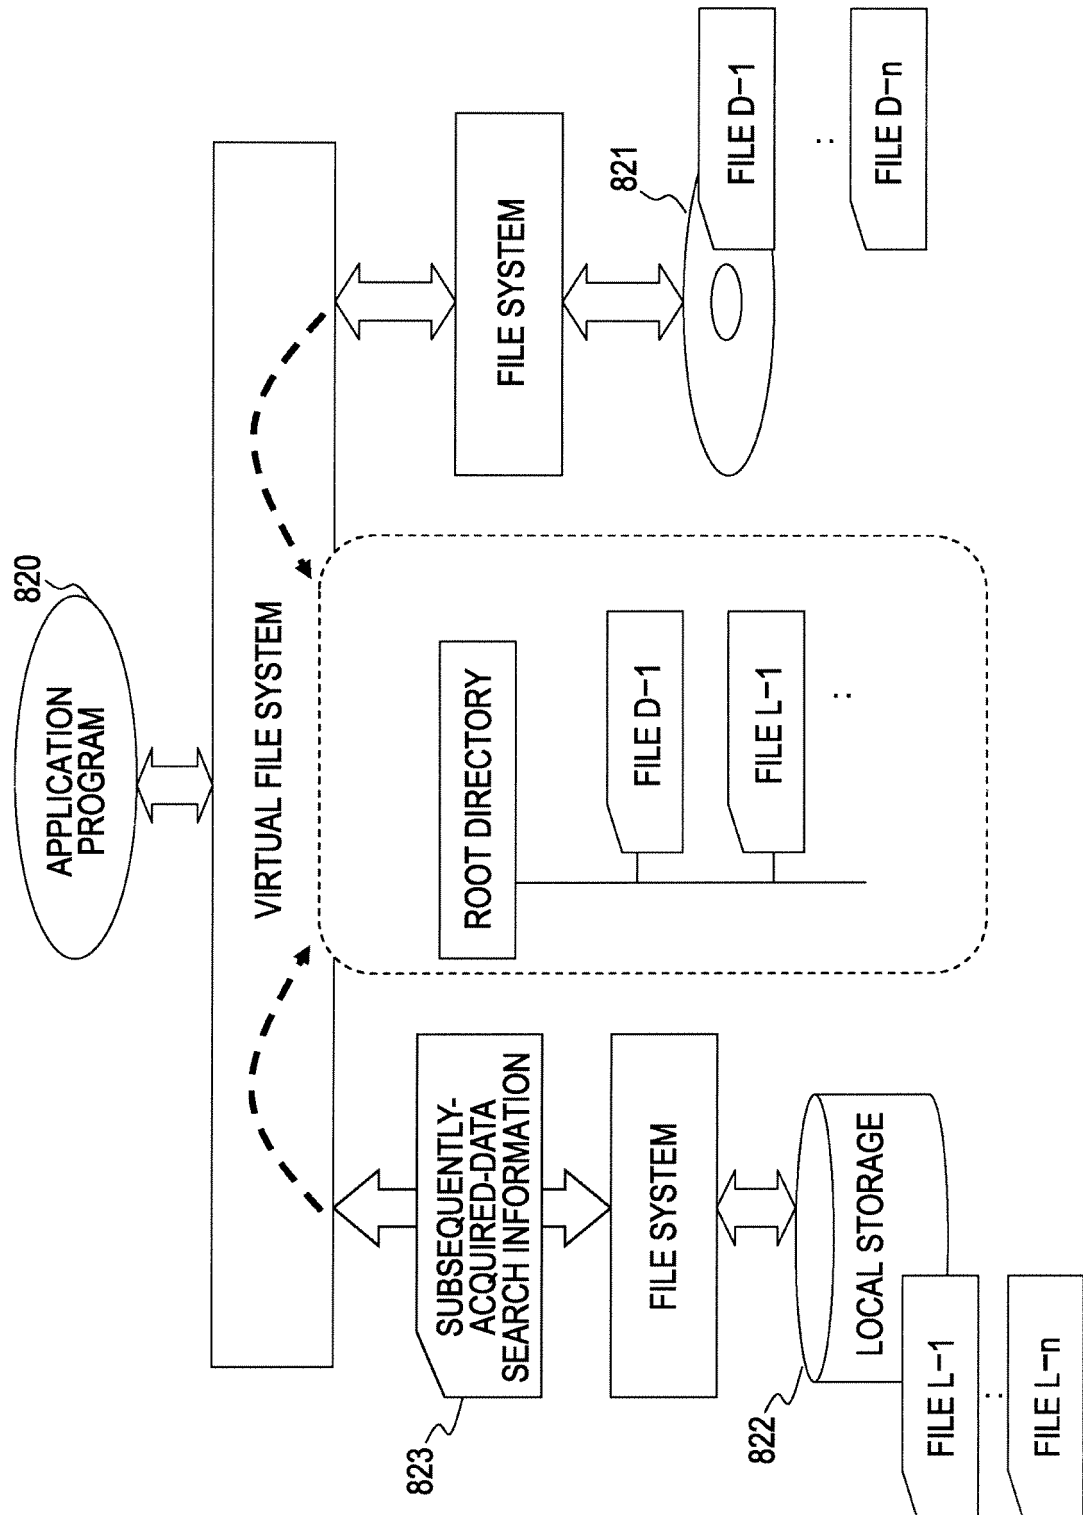 820
APPLICATION
PROGRAM
VIRTUAL FILE SYSTEM
823
SUBSEQUENTLY-
ACQUIRED-DATA
SEARCH INFORMATION
FILE SYSTEM
822
LOCAL STORAGE
FILE L-1
:
FILE L-n
ROOT DIRECTORY
FILE D-1
FILE L-1
:
FILE SYSTEM
821
FILE D-1
:
FILE D-n